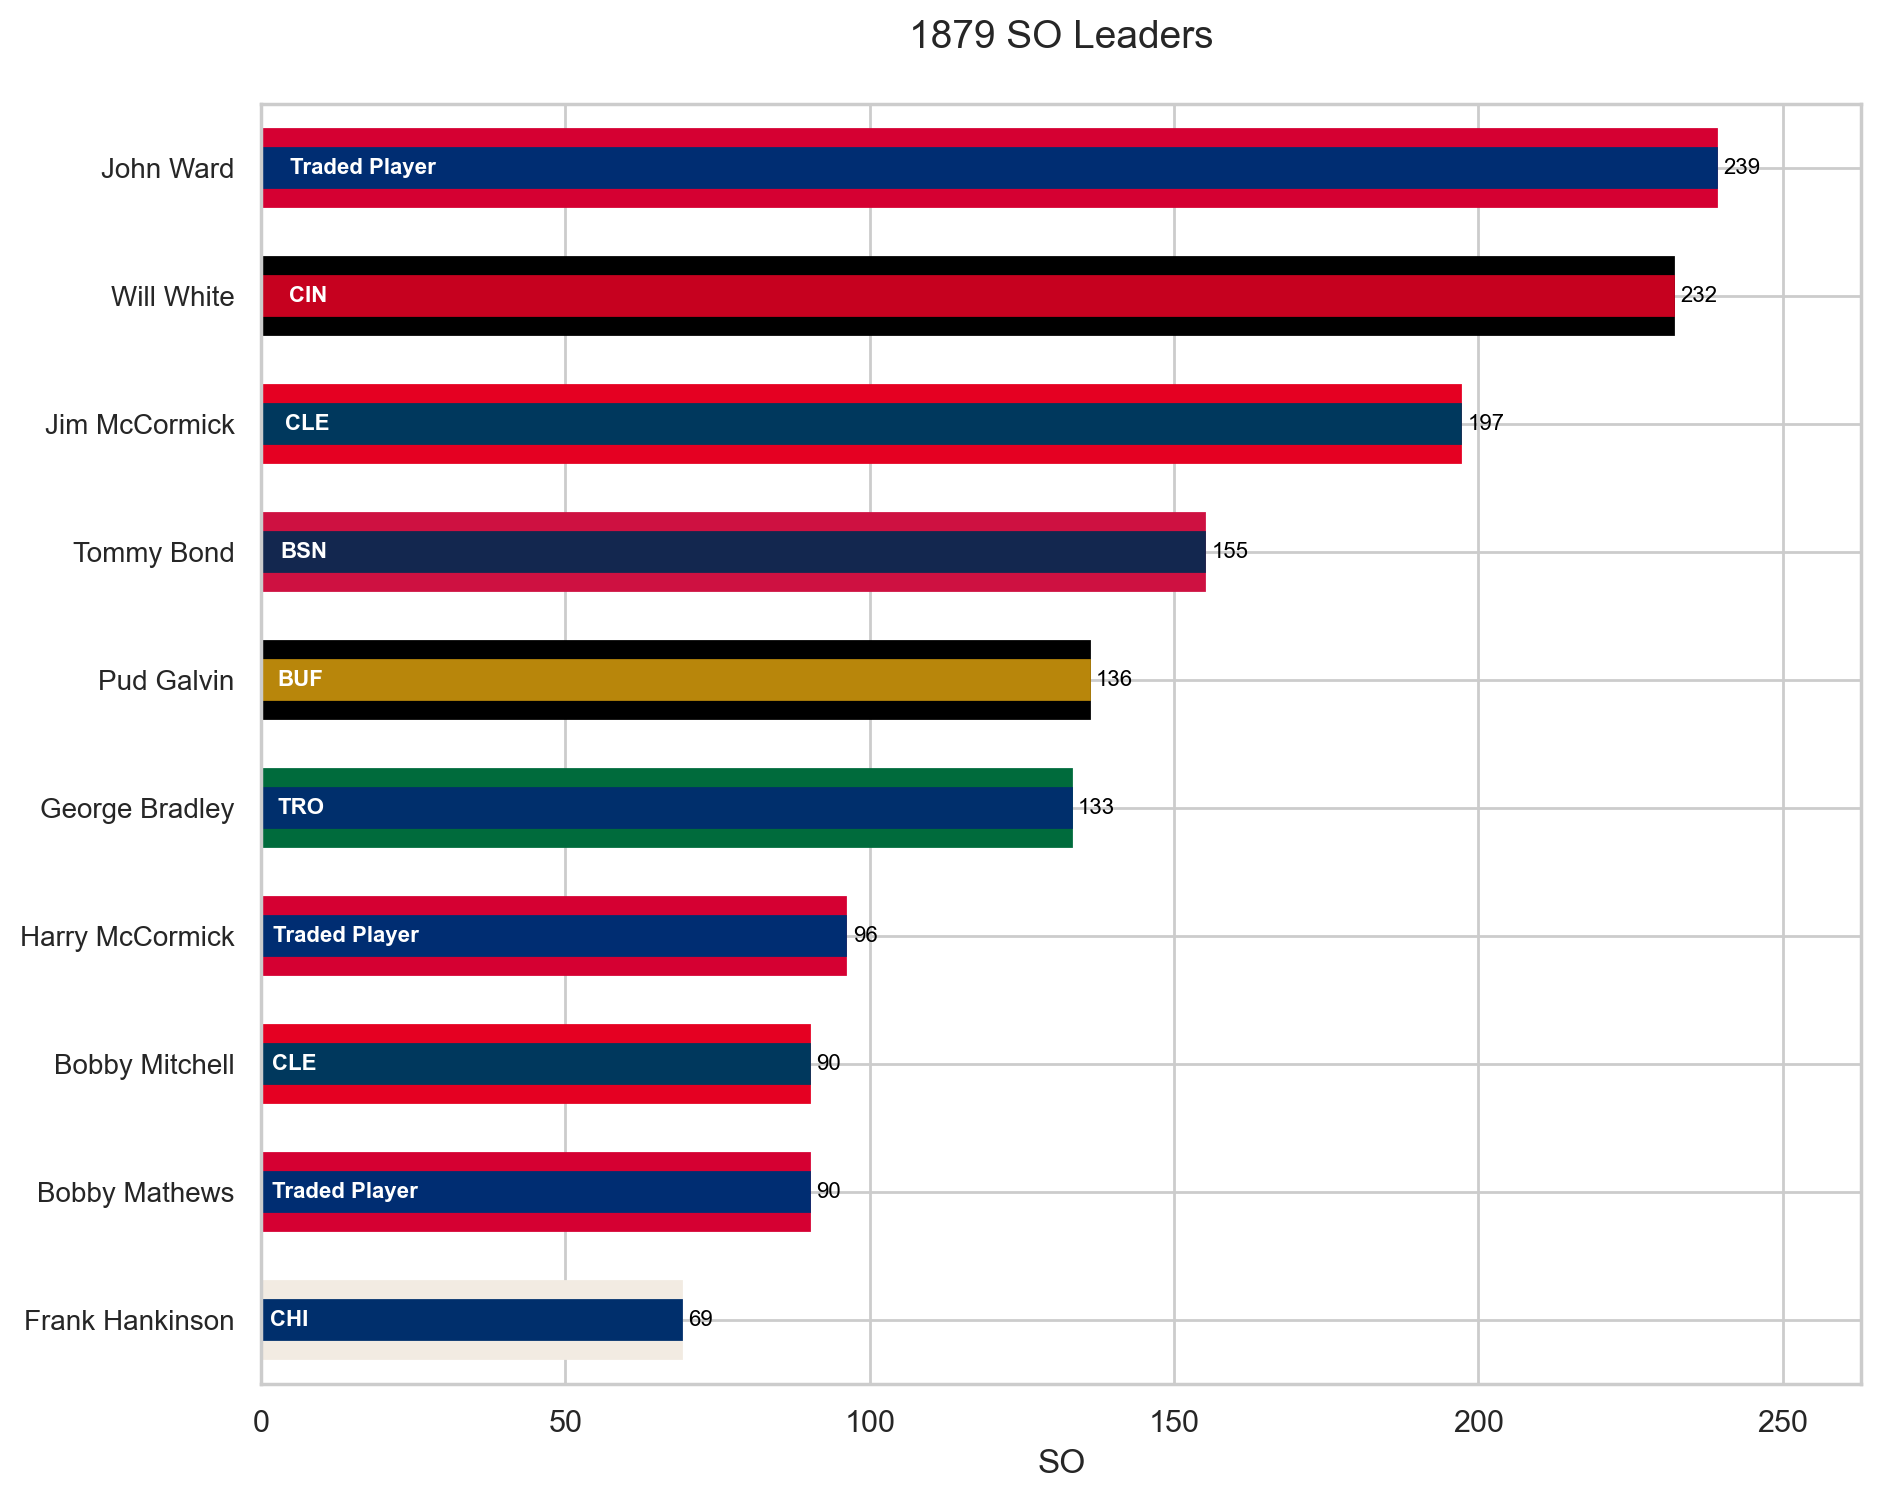 1879 SO Leaders
John Ward
Traded Player
239
Will White
CIN
232
Jim McCormick
CLE
197
Tommy Bond
BSN
155
Pud Galvin
BUF
136
George Bradley
TRO
133
Harry McCormick
Traded Player
96
Bobby Mitchell
CLE
90
Bobby Mathews
Traded Player
90
Frank Hankinson
CHI
69
0 50 100 150 200 250
SO